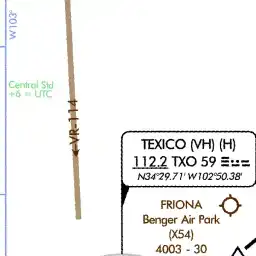 W103°
Central Std
+6 = UTC
VR-114
TEXICO (VH) (H)
112.2 TXO 59
N34°29.71' W102°50.38'
FRIONA
Benger Air Park
(X54)
4003 - 30